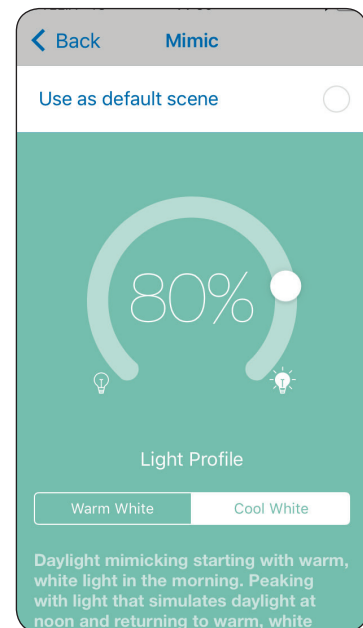 Back Mimic
Use as default scene
80%
Light Profile
Warm White Cool White
Daylight mimicking starting with warm,
white light in the morning. Peaking
with light that simulates daylight at
noon and returning to warm, white